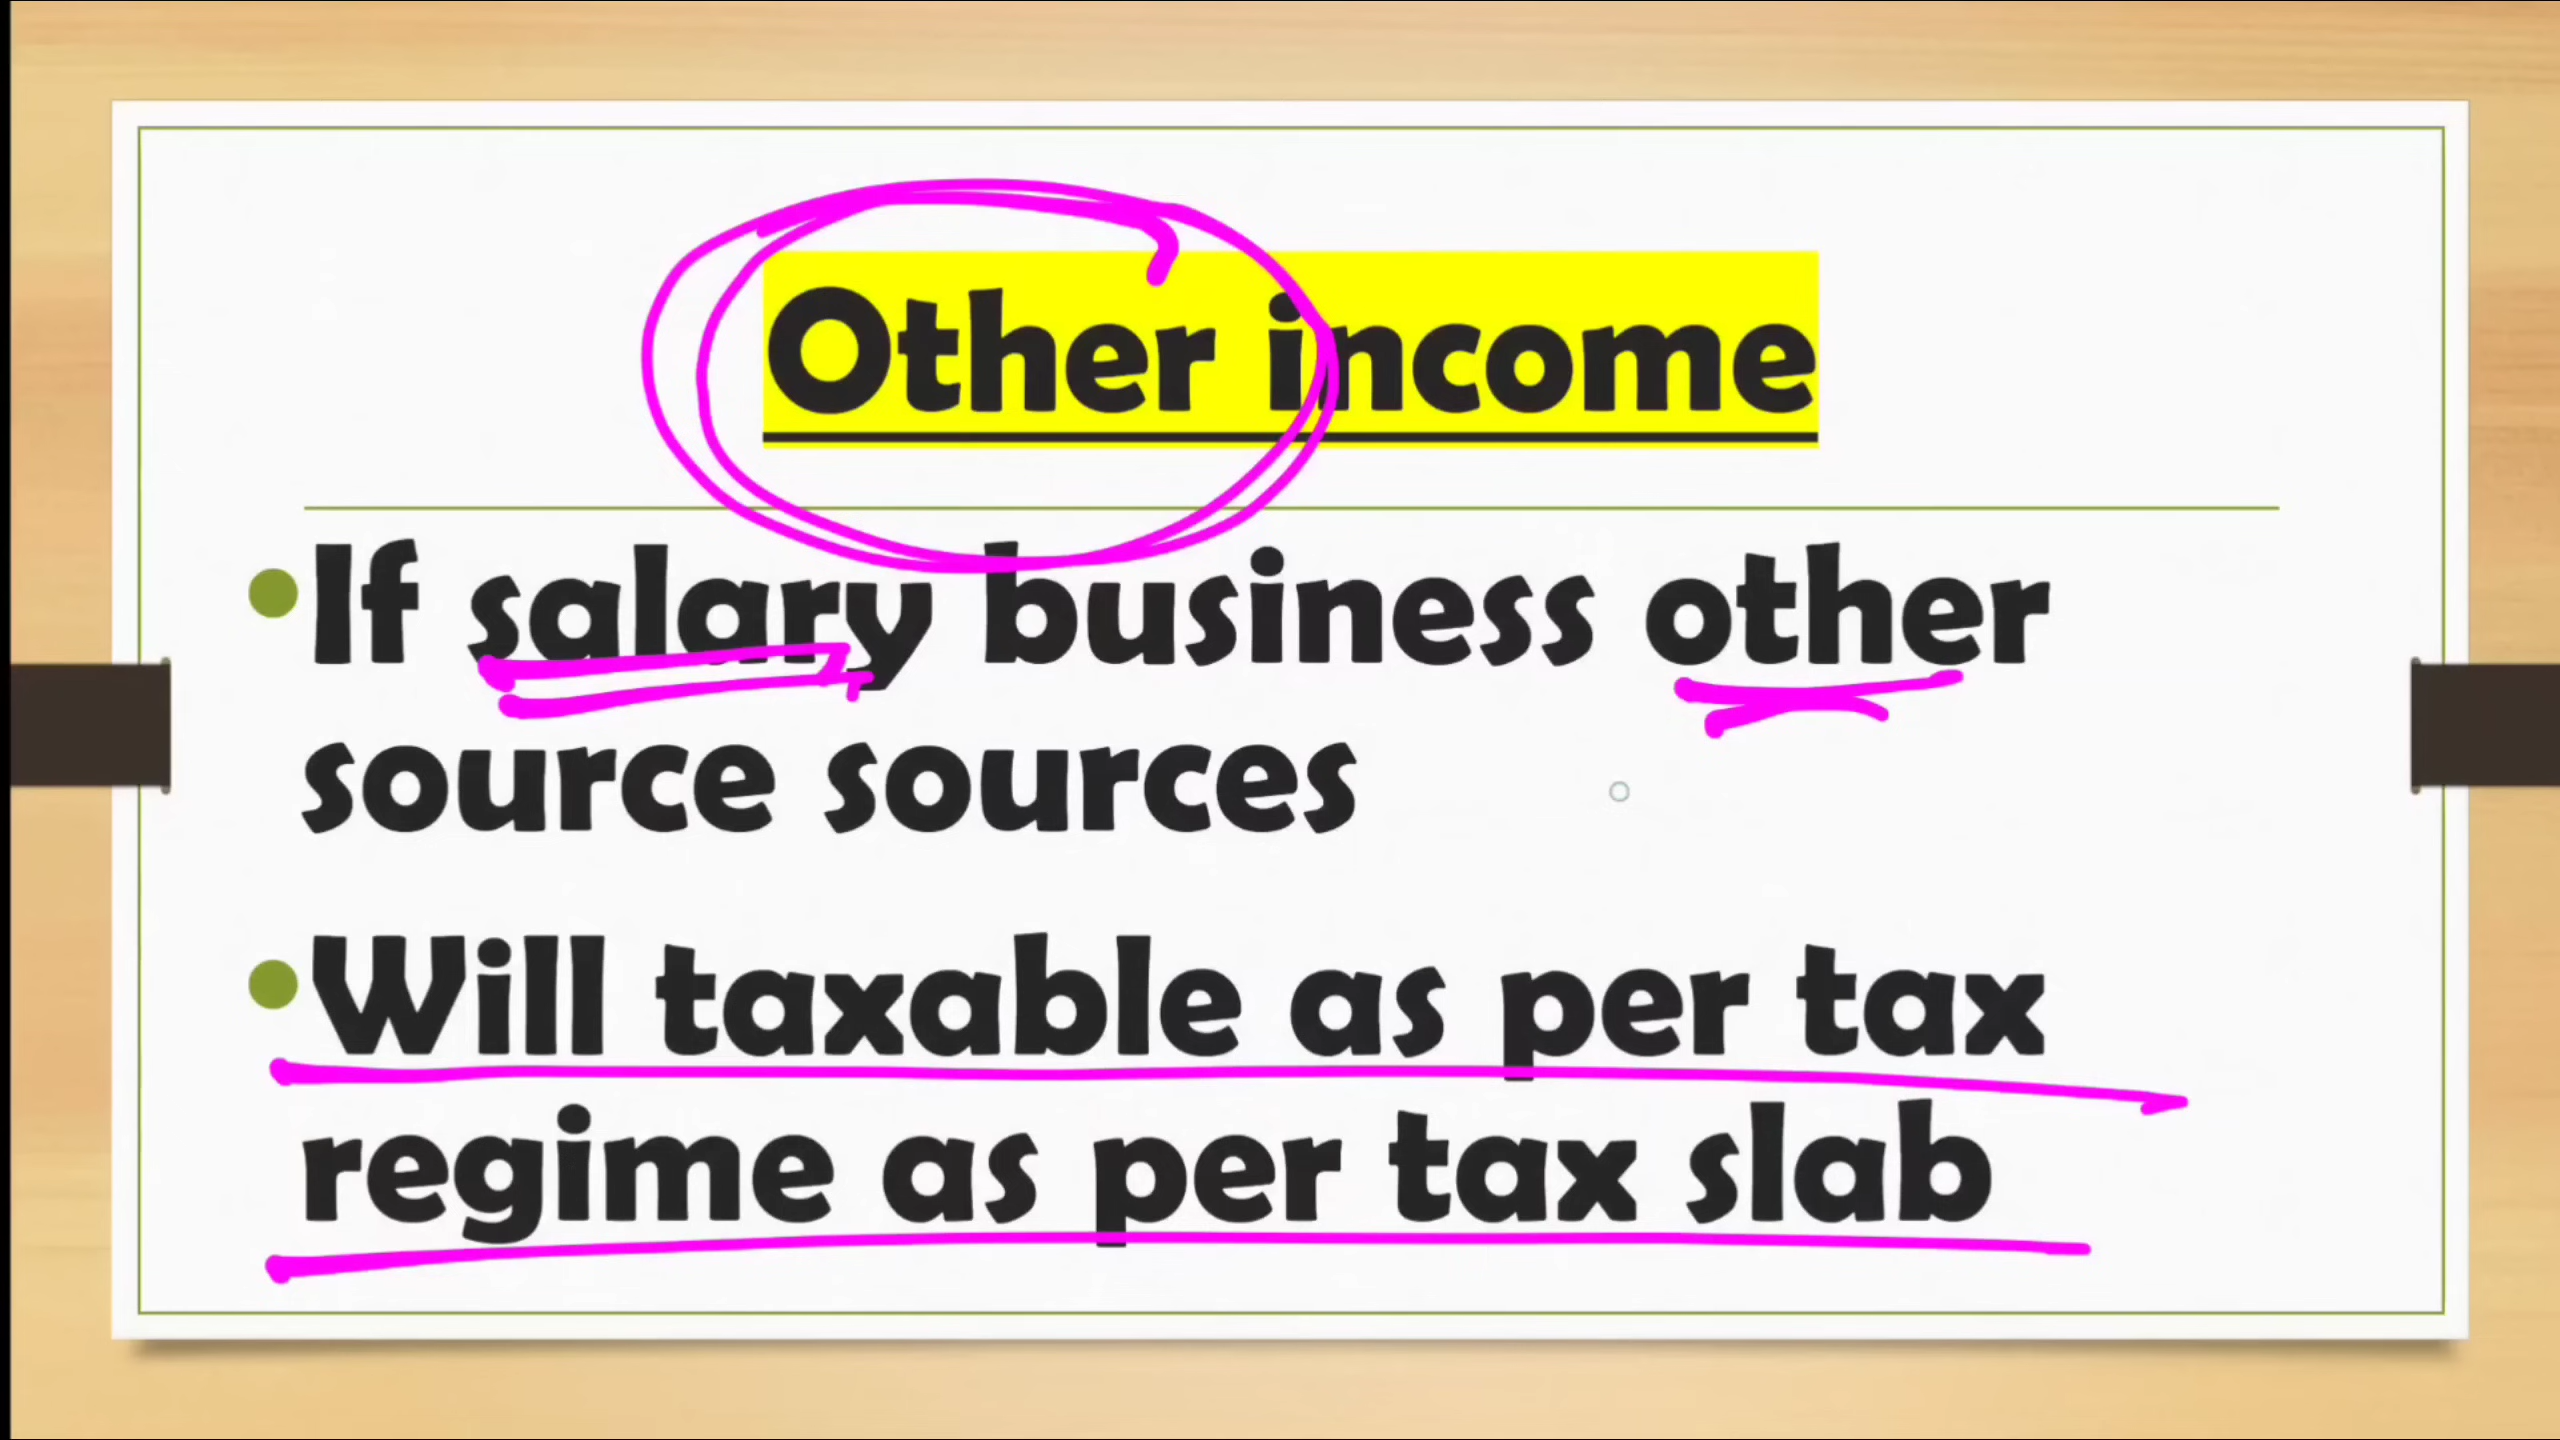 Other income
If salary business other
source sources
Will taxable as per tax
regime as per tax slab